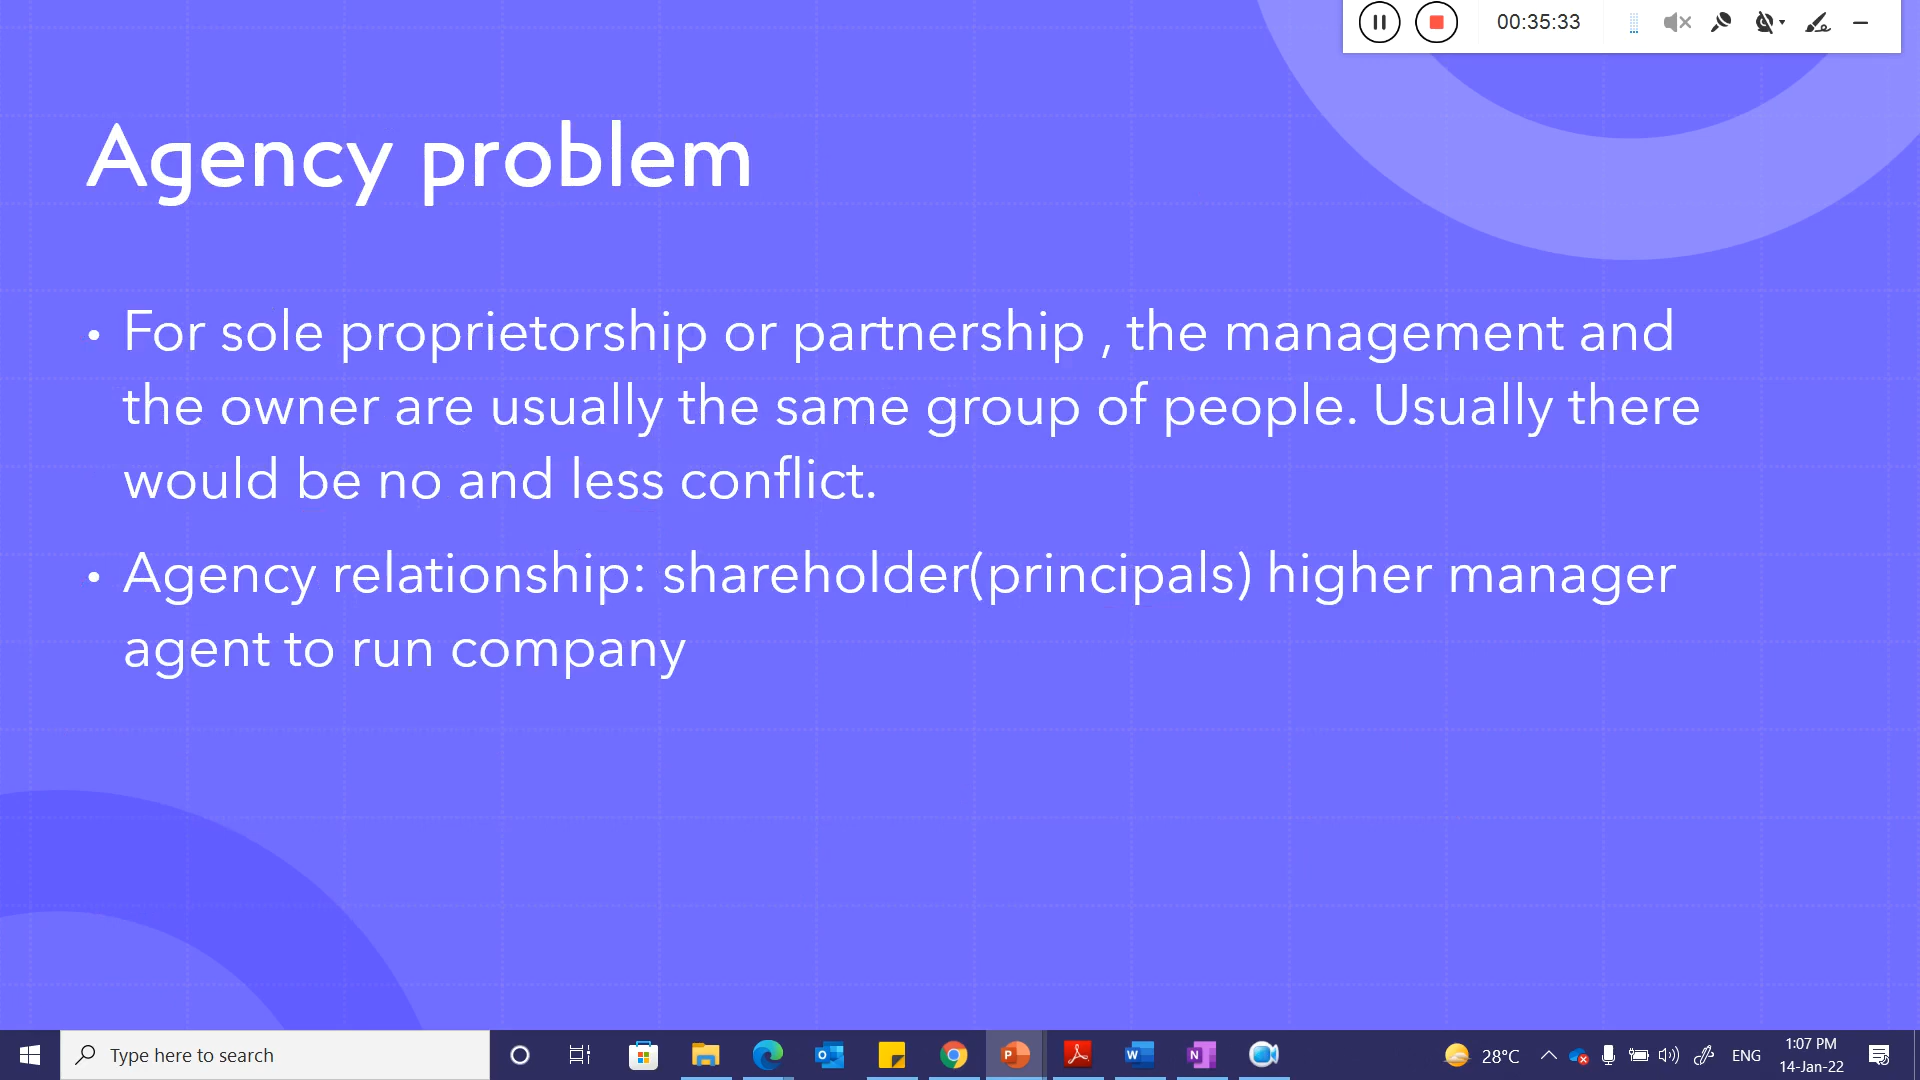 00:35:33
Agency problem
• For sole proprietorship or partnership , the management and
the owner are usually the same group of people. Usually there
would be no and less conflict.
• Agency relationship: shareholder(principals) higher manager
agent to run company
Type here to search
28°C
ENG
1:07 PM
14-Jan-22